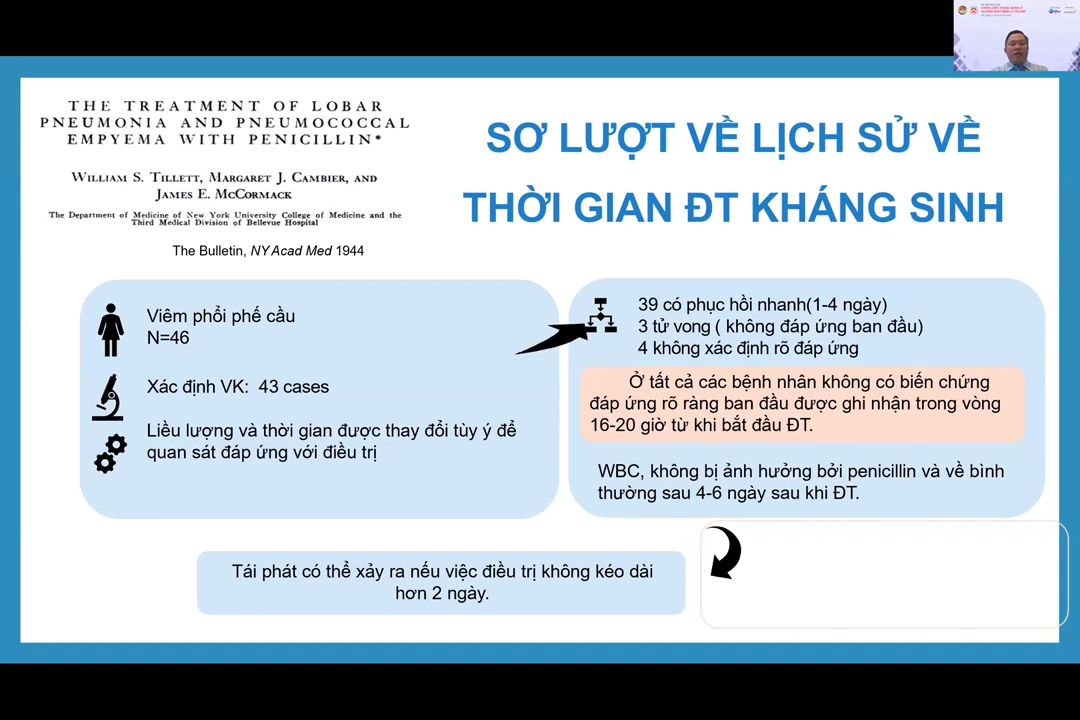 THE TREATMENT OF LOBAR
PNEUMONIA AND PNEUMOCOCCAL
EMPYEMA WITH PENICILLIN*
WILLIAM S. TILLETT, MARGARET J. CAMBIER, AND
JAMES E. MCCORMACK
The Department of Medicine of New York University College of Medicine and the
Third Medical Division of Bellevue Hospital
The Bulletin, NY Acad Med 1944
SƠ LƯỢT VỀ LỊCH SỬ VỀ
THỜI GIAN ĐT KHÁNG SINH
Viêm phổi phế cầu
N=46
Xác định VK: 43 cases
Liều lượng và thời gian được thay đổi tùy ý để
quan sát đáp ứng với điều trị
39 có phục hồi nhanh(1-4 ngày)
3 tử vong ( không đáp ứng ban đầu)
4 không xác định rõ đáp ứng
Ở tất cả các bệnh nhân không có biến chứng
đáp ứng rõ ràng ban đầu được ghi nhận trong vòng
16-20 giờ từ khi bắt đầu ĐT.
WBC, không bị ảnh hưởng bởi penicillin và về bình
thường sau 4-6 ngày sau khi ĐT.
Tái phát có thể xảy ra nếu việc điều trị không kéo dài
hơn 2 ngày.